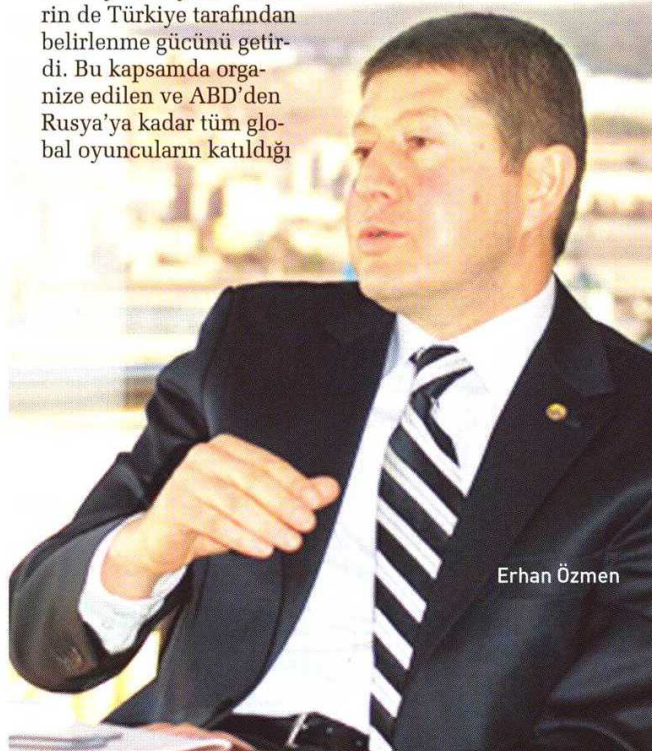 rin de Türkiye tarafından
belirlenme gücünü getir-
di. Bu kapsamda orga-
nize edilen ve ABD’den
Rusya’ya kadar tüm glo-
bal oyuncuların katıldığı
Erhan Özmen